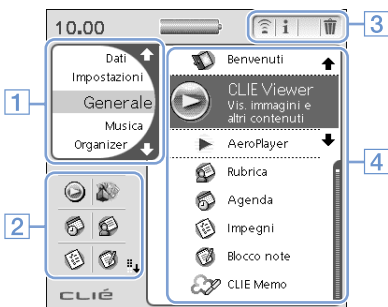 10.00
i
3
Dati
Impostazioni
Generale
Musica
Organizer
1
2
Benvenuti
CLIE Viewer
Vis. immagini e
altri contenuti
AeroPlayer
Rubrica
Agenda
Impegni
Blocco note
CLIE Memo
4
CLIÉ